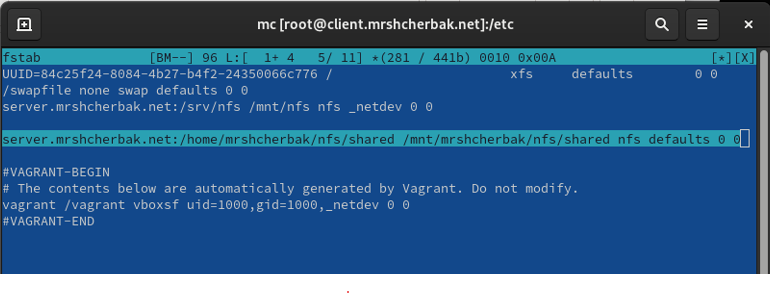 mc [root@client.mrshcherbak.net]:/etc
fstab [BM--] 96 L:[ 1+ 4 5/ 11] *(281 / 441b) 0010 0x00A [*][X]
UUID=84c25f24-8084-4b27-b4f2-24350066c776 / xfs defaults 0 0
/swapfile none swap defaults 0 0
server.mrshcherbak.net:/srv/nfs /mnt/nfs nfs _netdev 0 0
server.mrshcherbak.net:/home/mrshcherbak/nfs/shared /mnt/mrshcherbak/nfs/shared nfs defaults 0 0
#VAGRANT-BEGIN
# The contents below are automatically generated by Vagrant. Do not modify.
vagrant /vagrant vboxsf uid=1000,gid=1000,_netdev 0 0
#VAGRANT-END